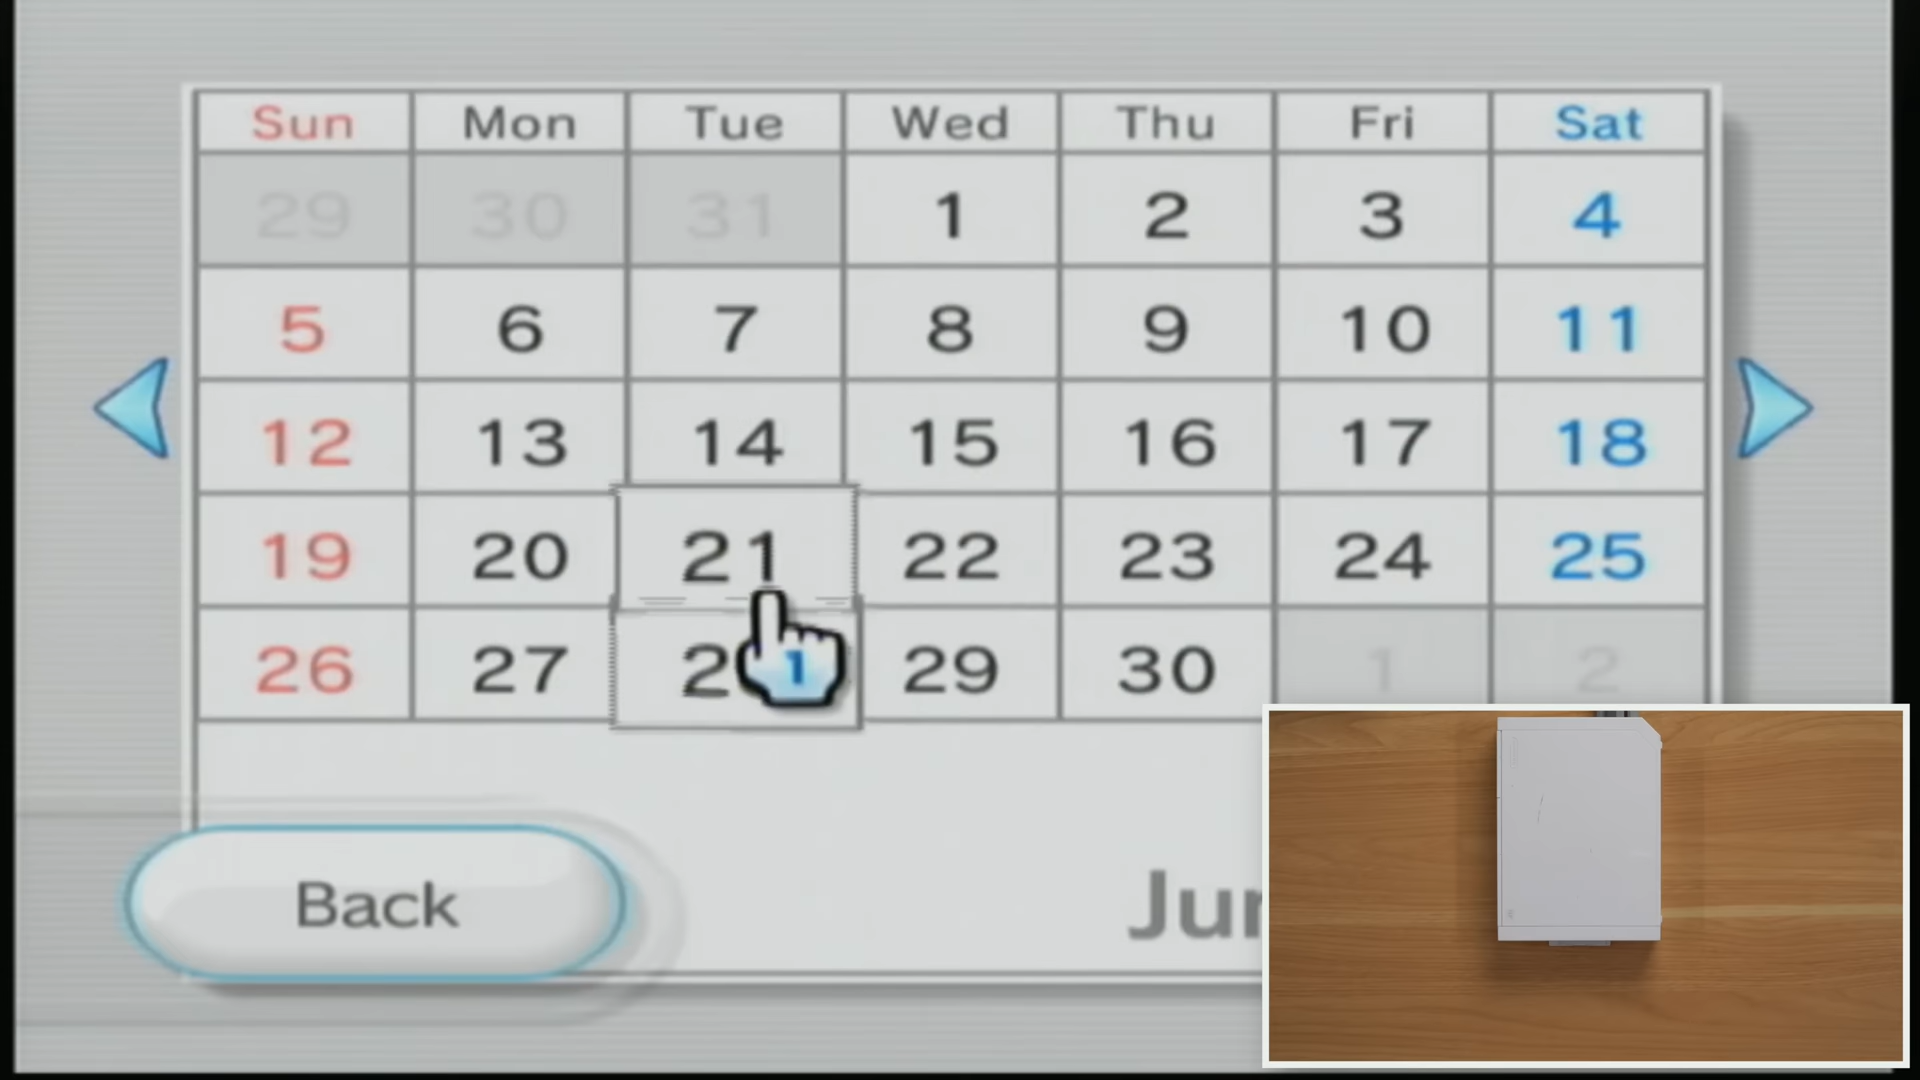 Sun Mon Tue Wed Thu Fri Sat
29 30 31 1 2 3 4
5 6 7 8 9 10 11
12 13 14 15 16 17 18
19 20 21 22 23 24 25
26 27 29 30 1 2
1
Back